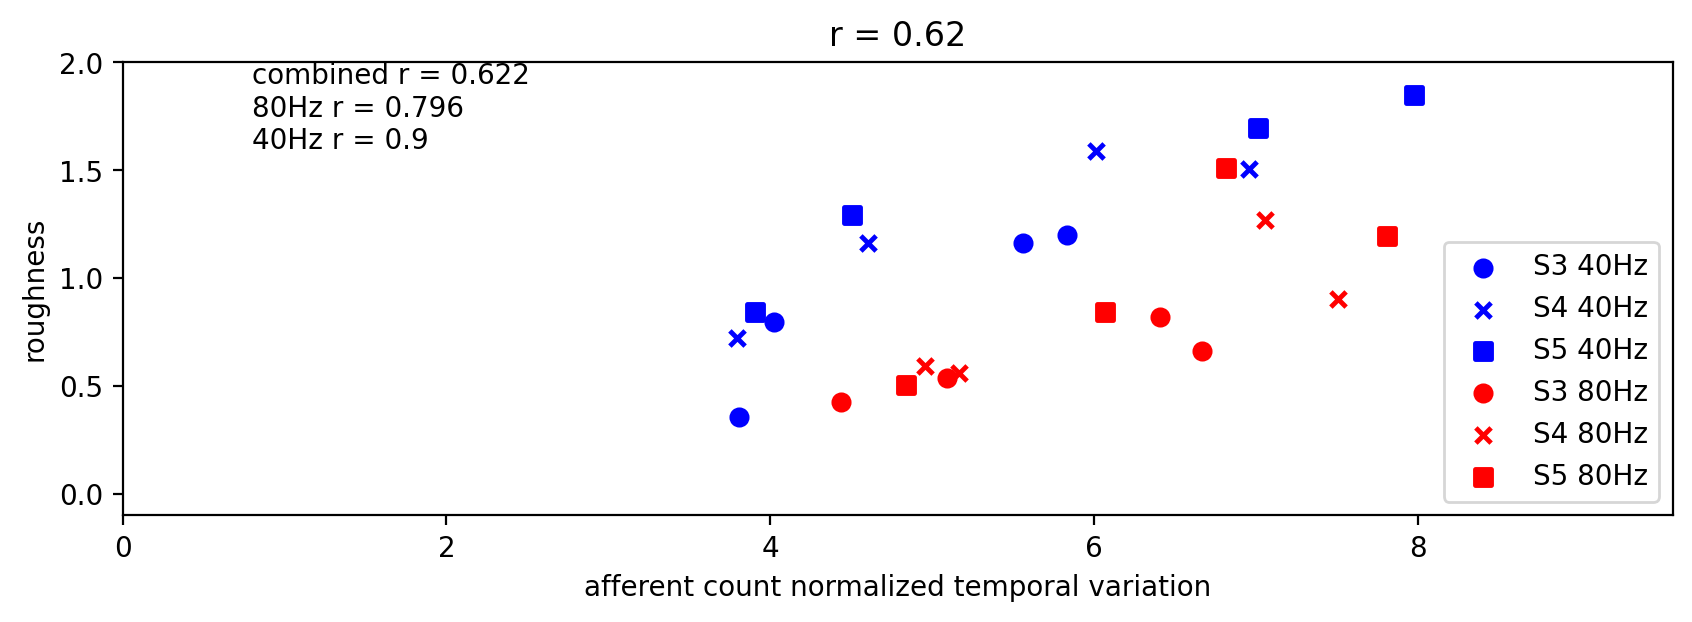 r = 0.62
combined r = 0.622
80Hz r = 0.796
40Hz r = 0.9
2.0
1.5
1.0
0.5
0.0
roughness
S3 40Hz
S4 40Hz
S5 40Hz
S3 80Hz
S4 80Hz
S5 80Hz
0 2 4 6 8
afferent count normalized temporal variation